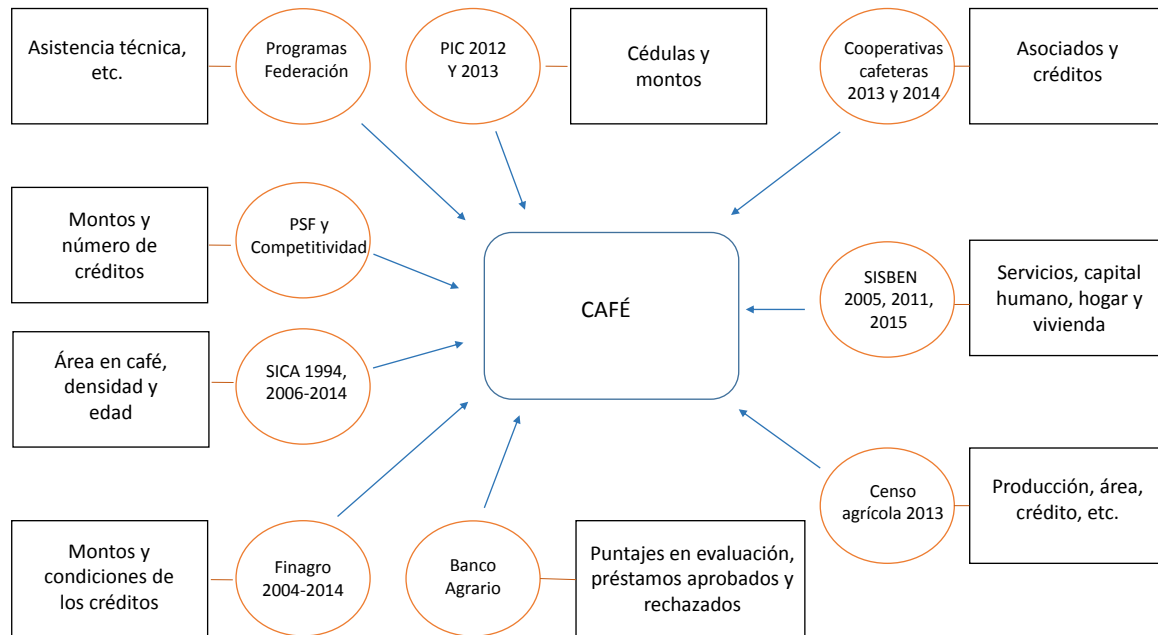 Asistencia técnica,
etc.
Programas
Federación
PIC 2012
Y 2013
Cédulas y
montos
Cooperativas
cafeteras
2013 y 2014
Asociados y
créditos
Montos y
número de
créditos
PSF y
Competitividad
CAFÉ
SISBEN
2005, 2011,
2015
Servicios, capital
humano, hogar y
vivienda
Área en café,
densidad y
edad
SICA 1994,
2006-2014
Censo
agrícola 2013
Producción, área,
crédito, etc.
Montos y
condiciones de
los créditos
Finagro
2004-2014
Banco
Agrario
Puntajes en evaluación,
préstamos aprobados y
rechazados